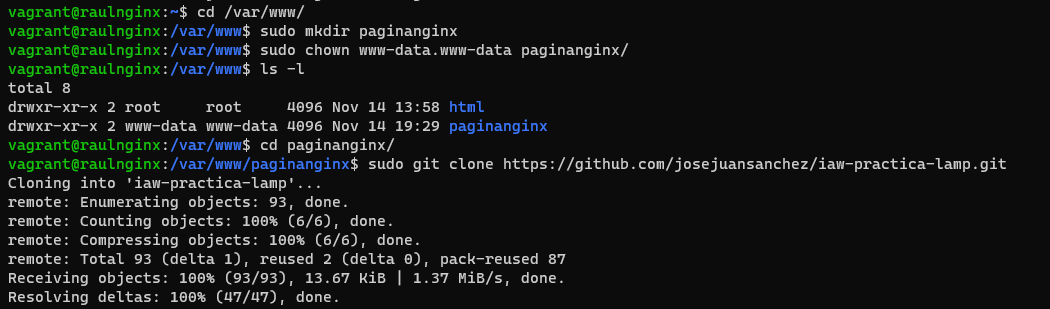 vagrant@raulnginx:~$ cd /var/www/
vagrant@raulnginx:/var/www$ sudo mkdir paginanginx
vagrant@raulnginx:/var/www$ sudo chown www-data.www-data paginanginx/
vagrant@raulnginx:/var/www$ ls -l
total 8
drwxr-xr-x 2 root     root     4096 Nov 14 13:58 html
drwxr-xr-x 2 www-data www-data 4096 Nov 14 19:29 paginanginx
vagrant@raulnginx:/var/www$ cd paginanginx/
vagrant@raulnginx:/var/www/paginanginx$ sudo git clone https://github.com/josejuansanchez/iaw-practica-lamp.git
Cloning into 'iaw-practica-lamp'...
remote: Enumerating objects: 93, done.
remote: Counting objects: 100% (6/6), done.
remote: Compressing objects: 100% (6/6), done.
remote: Total 93 (delta 1), reused 2 (delta 0), pack-reused 87
Receiving objects: 100% (93/93), 13.67 KiB | 1.37 MiB/s, done.
Resolving deltas: 100% (47/47), done.